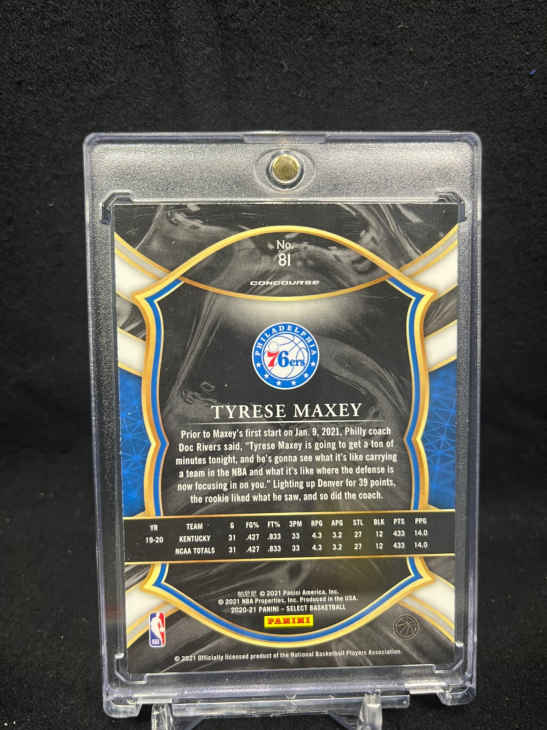 No.
81
CONCOURSE
PHILADELPHIA
76ers
TYRESE MAXEY
Prior to Maxey's first start on Jan. 9, 2021, Philly coach
Doc Rivers said, "Tyrese Maxey is going to get a ton of
minutes tonight, and he's gonna see what it's like carrying
a team in the NBA and what it's like where the defense is
now focusing in on you." Lighting up Denver for 39 points,
the rookie liked what he saw, and so did the coach.
YR TEAM G FG% FT% 3PM RPG APG STL BLK PTS PPG
19-20 KENTUCKY 31 .427 .833 33 4.3 3.2 27 12 433 14.0
NCAA TOTALS 31 .427 .833 33 4.3 3.2 27 12 433 14.0
© 2021 Panini America, Inc.
© 2021 NBA Properties, Inc. Produced in the USA.
2020-21 PANINI – SELECT BASKETBALL
PANINI
© 2021 Officially licensed product of the National Basketball Players Association.